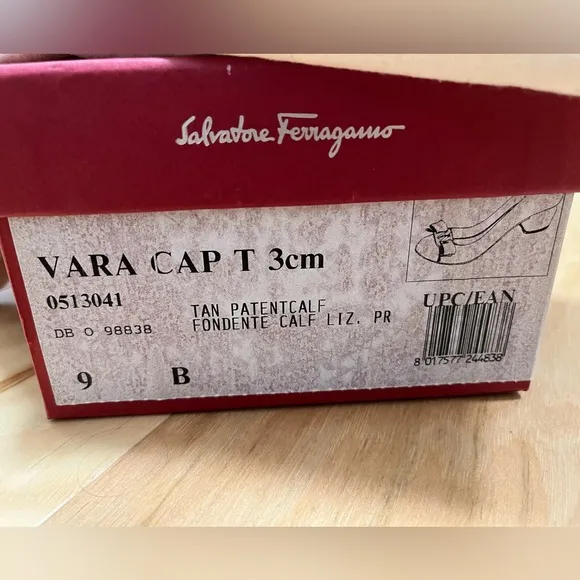 Salvatore Ferragamo
VARA CAP T 3cm
0513041
DB O 98838
TAN PATENTCALF
FONDENTE CALF LIZ. PR
UPC/EAN
8 017577 244838
9 B